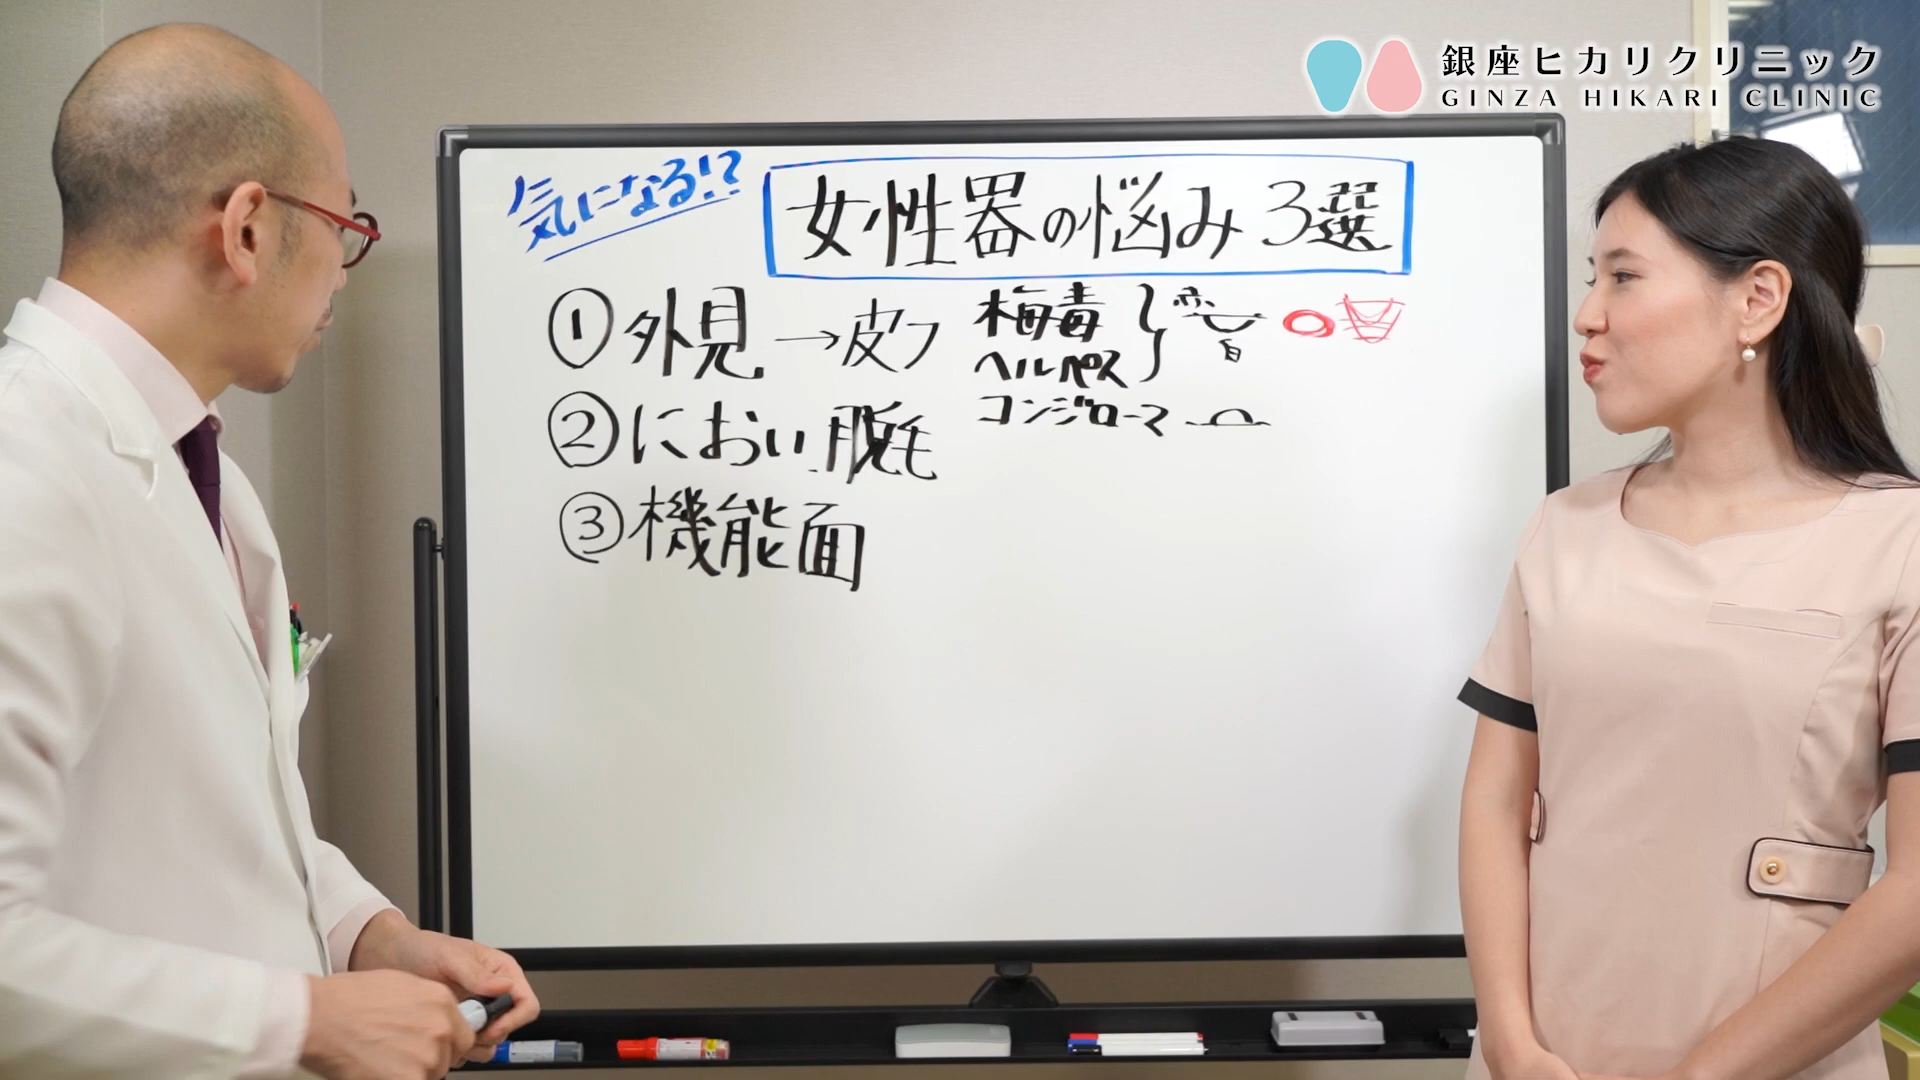 銀座ヒカリクリニック
GINZA HIKARI CLINIC
気になる!?
女性器の悩み3選
① 外見→皮フ
梅毒
ヘルペス
コンジローマ
② におい 脱毛
③ 機能面